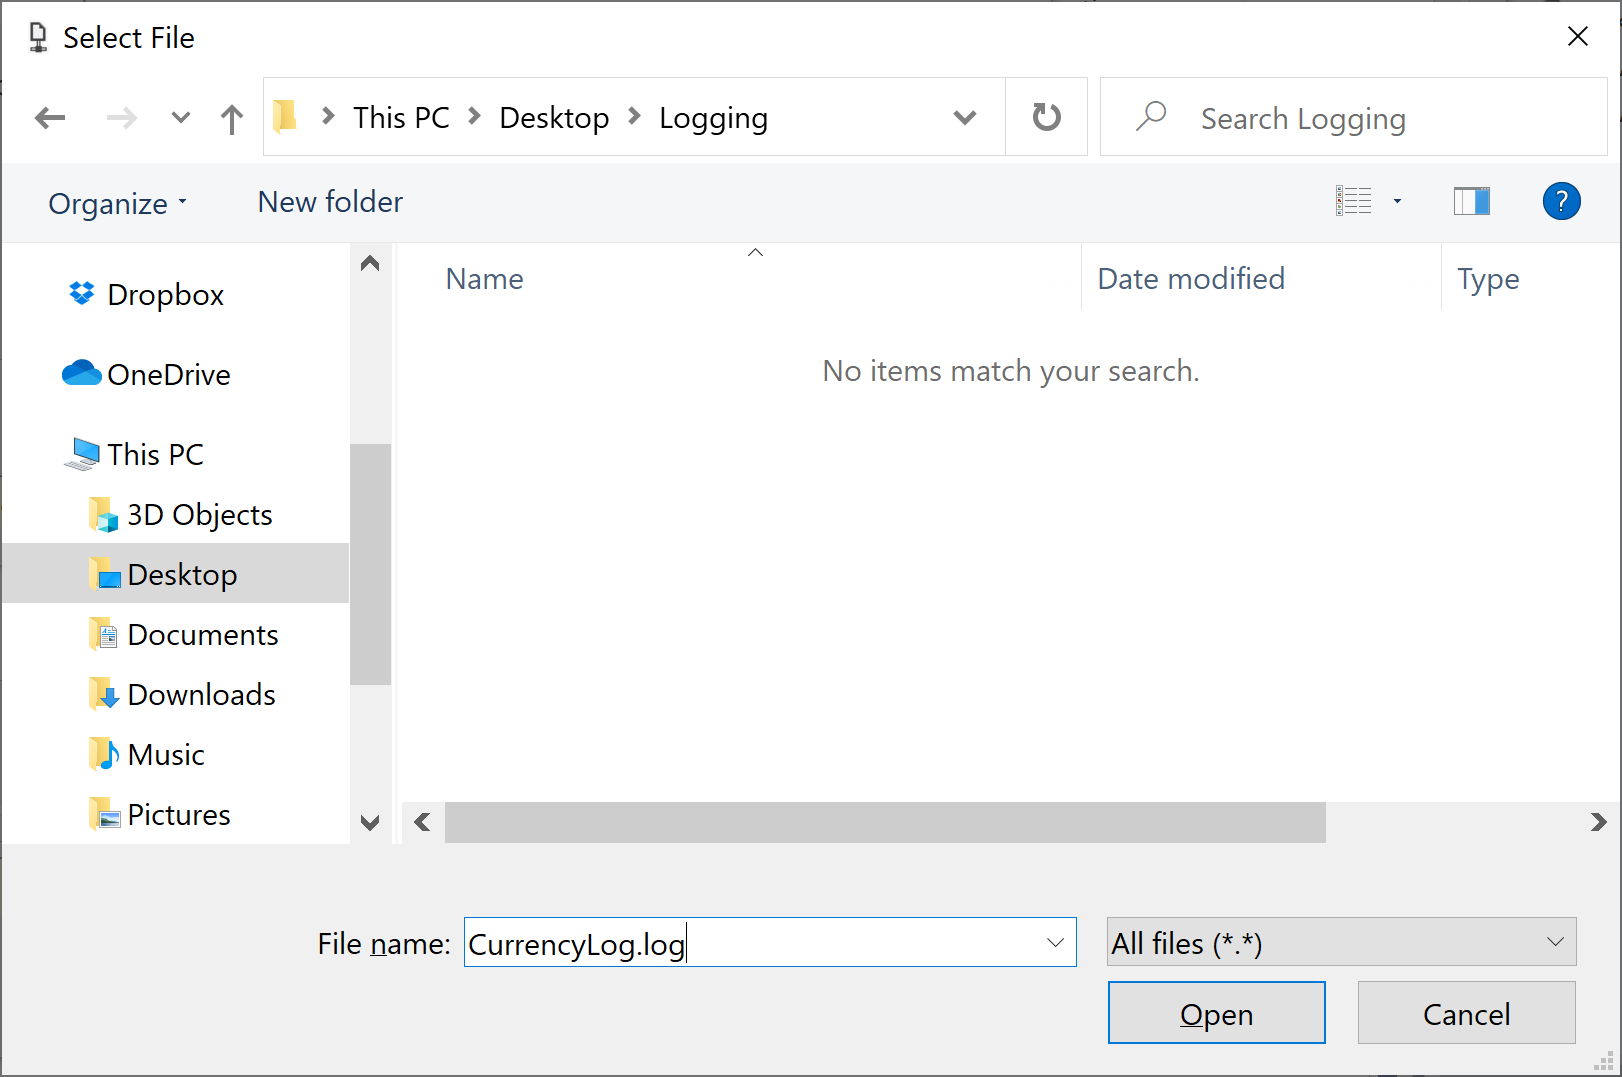 Select File
This PC Desktop Logging
Search Logging
Organize New folder
?
Name Date modified Type
No items match your search.
Dropbox
OneDrive
This PC
3D Objects
Desktop
Documents
Downloads
Music
Pictures
File name: CurrencyLog.log
All files (*.*)
Open Cancel